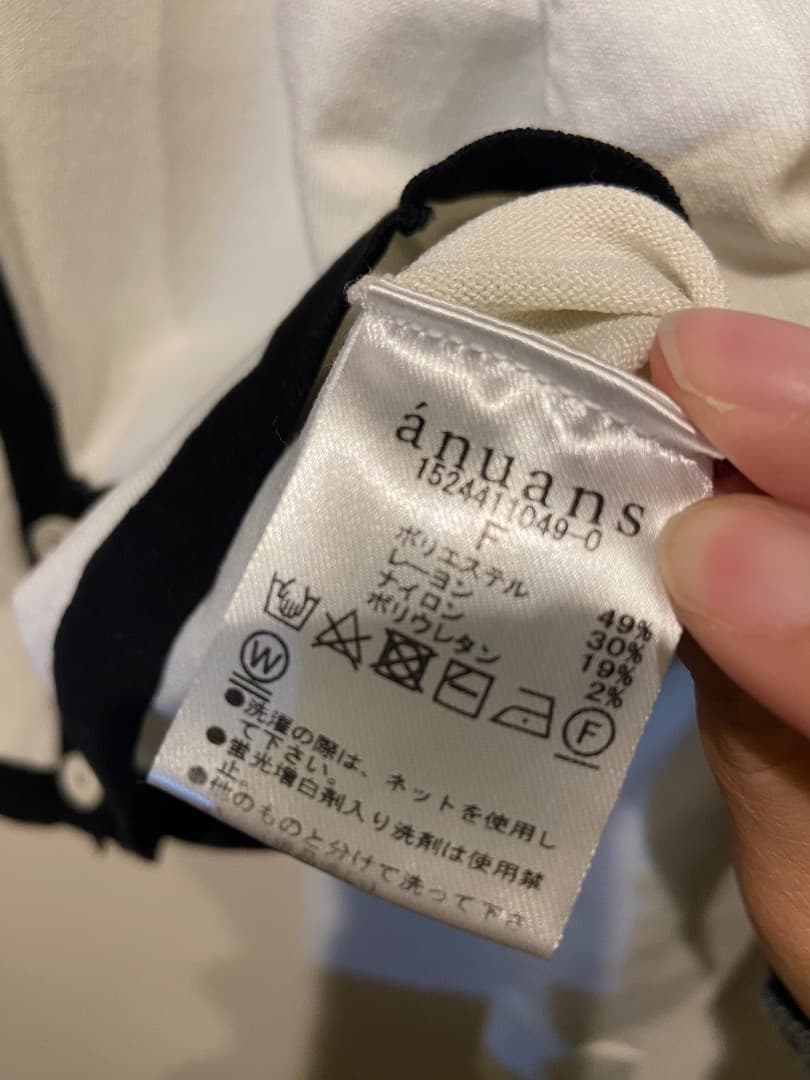 ánuans
1524411049-0
F
ポリエステル 49%
レーヨン 30%
ナイロン 19%
ポリウレタン 2%
W
F
●洗濯の際は、ネットを使用し
て下さい。
●蛍光増白剤入り洗剤は使用禁
止。
●他のものと分けて洗って下さ